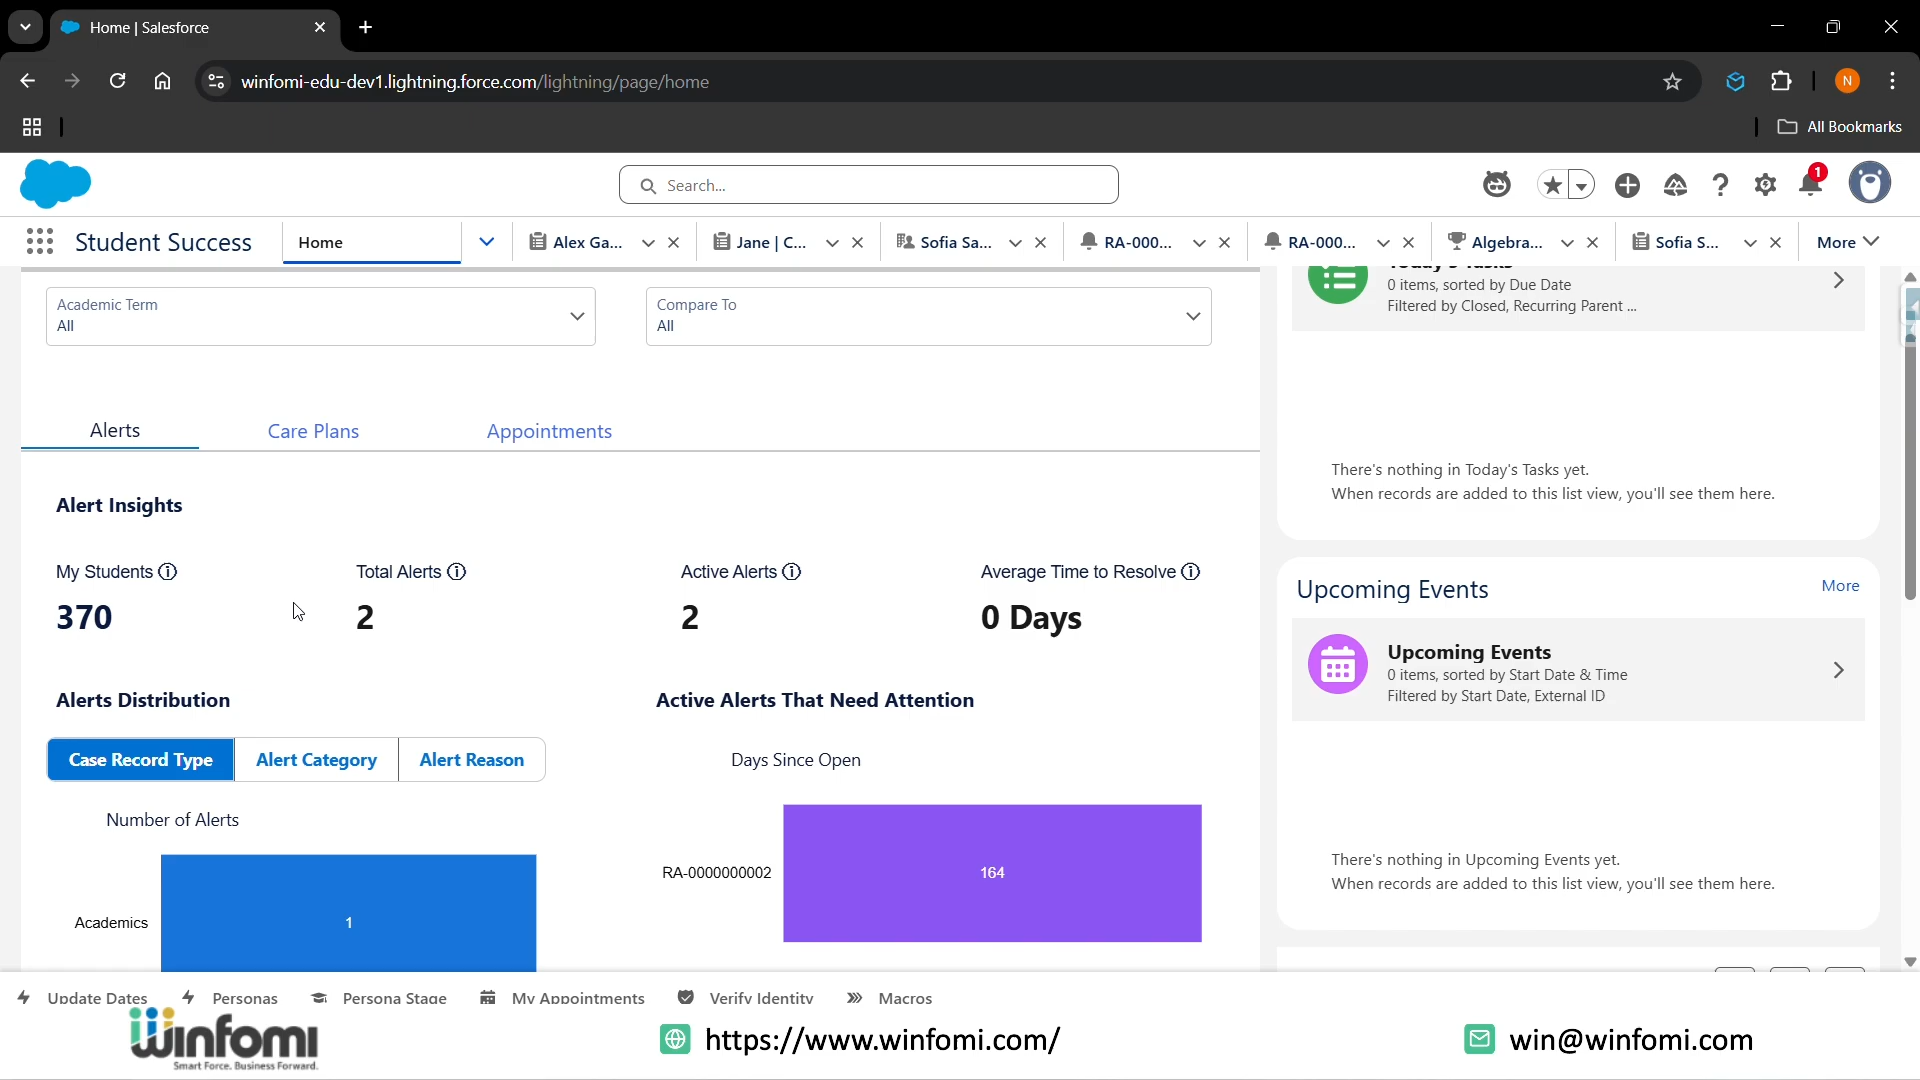 Home | Salesforce
winfomi-edu-dev1.lightning.force.com/lightning/page/home
N
All Bookmarks
Search...
1
Student Success
Home
Alex Ga...
Jane | C...
Sofia Sa...
RA-000...
RA-000...
Algebra...
Sofia S...
More
Academic Term
All
Compare To
All
Today's Tasks
0 items, sorted by Due Date
Filtered by Closed, Recurring Parent ...
There's nothing in Today's Tasks yet.
When records are added to this list view, you'll see them here.
Alerts
Care Plans
Appointments
Alert Insights
My Students
370
Total Alerts
2
Active Alerts
2
Average Time to Resolve
0 Days
Upcoming Events
More
Upcoming Events
0 items, sorted by Start Date & Time
Filtered by Start Date, External ID
There's nothing in Upcoming Events yet.
When records are added to this list view, you'll see them here.
Alerts Distribution
Case Record Type
Alert Category
Alert Reason
Number of Alerts
Academics
1
Active Alerts That Need Attention
Days Since Open
RA-0000000002
164
Update Dates
Personas
Persona Stage
My Appointments
Verify Identity
Macros
Winfomi
Smart Force. Business Forward.
https://www.winfomi.com/
win@winfomi.com